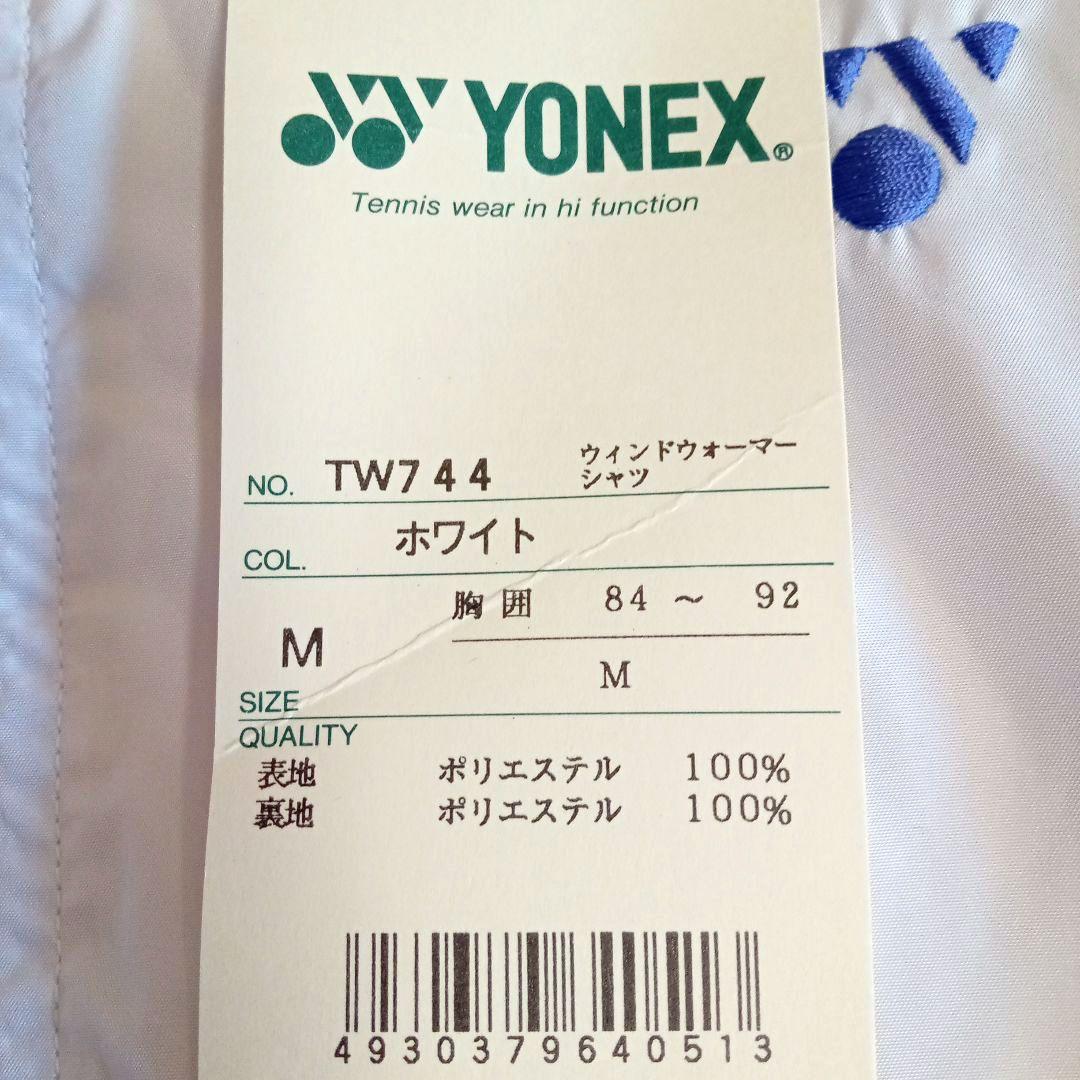 YONEX®
Tennis wear in hi function
NO. TW744 ウィンドウォーマー
シャツ
COL. ホワイト
胸囲 84 ～ 92
SIZE M M
QUALITY
表地 ポリエステル 100%
裏地 ポリエステル 100%
4930379640513